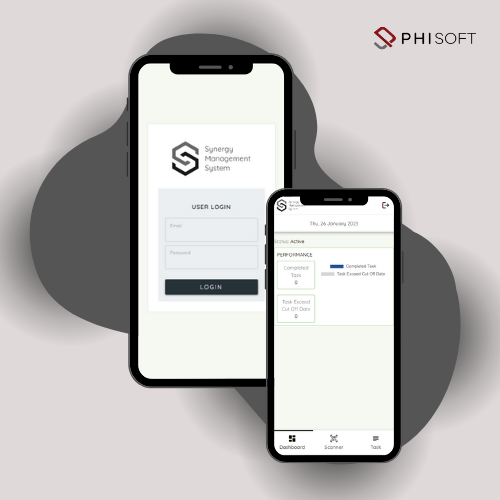 PHISOFT
Synergy
Management
System
USER LOGIN
Email
Password
LOGIN
Thu, 26 January 2023
Status: Active
PERFORMANCE
Completed
Task
0
Completed Task
Task Exceed Cut Off Date
Task Exceed
Cut Off Date
0
Dashboard
Scanner
Task